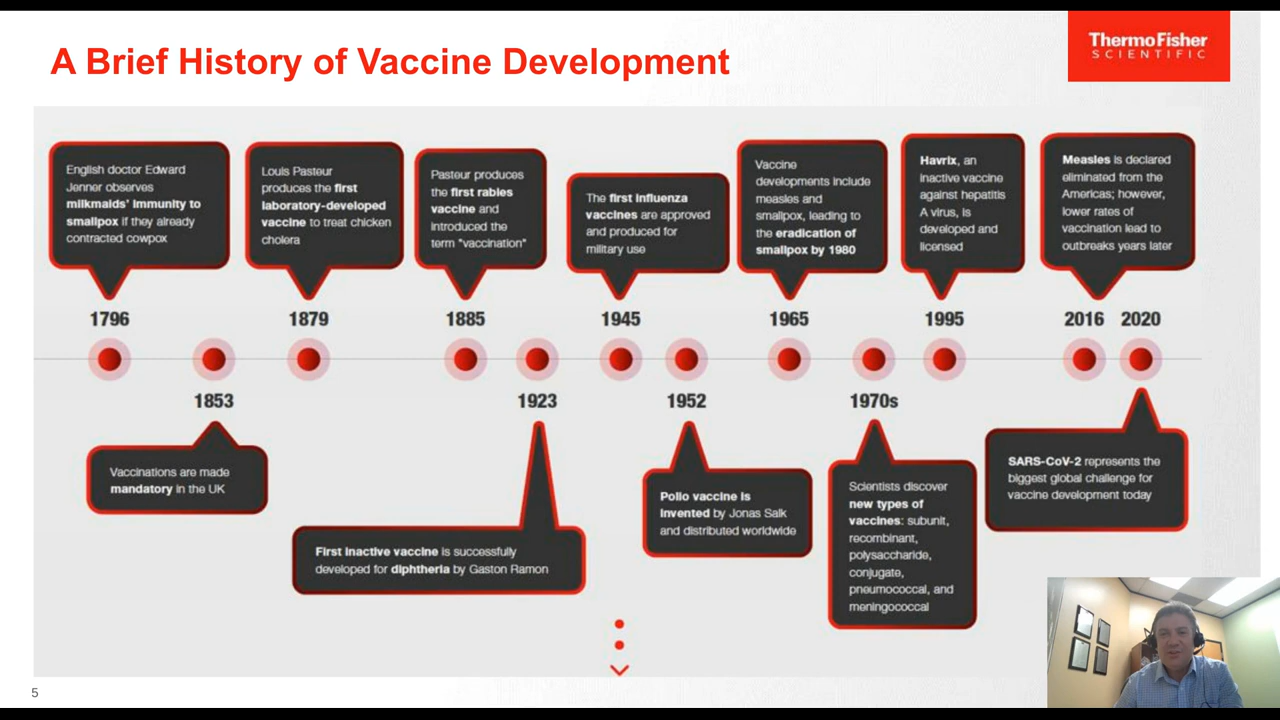 A Brief History of Vaccine Development
ThermoFisher
SCIENTIFIC
English doctor Edward
Jenner observes
milkmaids' immunity to
smallpox if they already
contracted cowpox
Louis Pasteur
produces the first
laboratory-developed
vaccine to treat chicken
cholera
Pasteur produces
the first rabies
vaccine and
introduced the
term "vaccination"
The first influenza
vaccines are approved
and produced for
military use
Vaccine
developments include
measles and
smallpox, leading to
the eradication of
smallpox by 1980
Havrix, an
inactive vaccine
against hepatitis
A virus, is
developed and
licensed
Measles is declared
eliminated from the
Americas; however,
lower rates of
vaccination lead to
outbreaks years later
1796
1879
1885
1945
1965
1995
2016
2020
1853
1923
1952
1970s
Vaccinations are made
mandatory in the UK
First inactive vaccine is successfully
developed for diphtheria by Gaston Ramon
Polio vaccine is
invented by Jonas Salk
and distributed worldwide
Scientists discover
new types of
vaccines: subunit,
recombinant,
polysaccharide,
conjugate,
pneumococcal, and
meningococcal
SARS-CoV-2 represents the
biggest global challenge for
vaccine development today
5